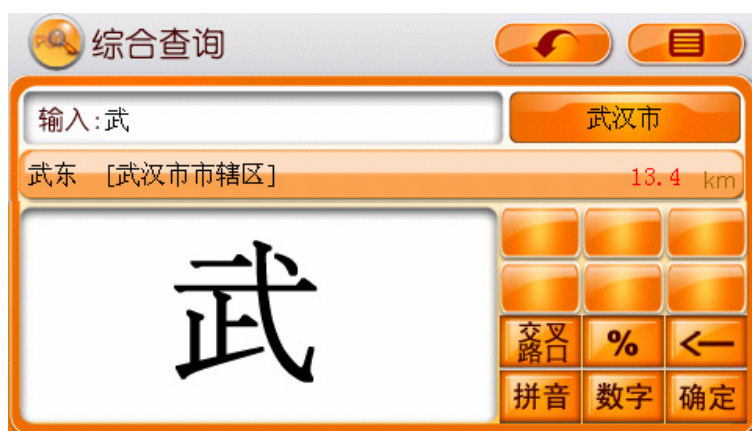 综合查询
输入:武
武汉市
武东 [武汉市市辖区] 13.4 km
武
交叉路口 % ←
拼音 数字 确定